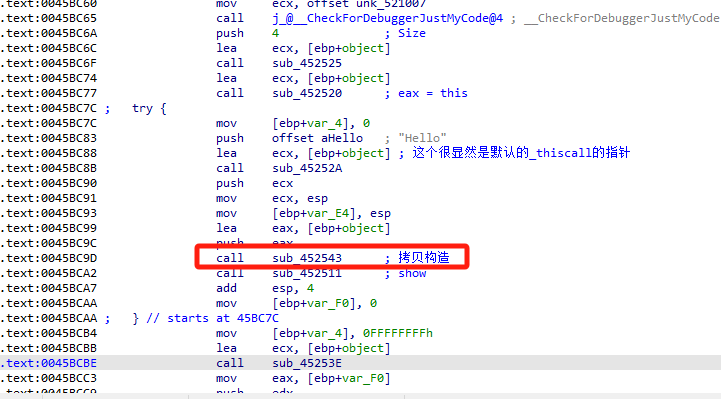 .text:0045BC60 mov ecx, offset unk_521007
.text:0045BC65 call j_@__CheckForDebuggerJustMyCode@4 ; __CheckForDebuggerJustMyCode
.text:0045BC6A push 4 ; Size
.text:0045BC6C lea ecx, [ebp+object]
.text:0045BC6F call sub_452525
.text:0045BC74 lea ecx, [ebp+object]
.text:0045BC77 call sub_452520 ; eax = this
.text:0045BC7C ; try {
.text:0045BC7C mov [ebp+var_4], 0
.text:0045BC83 push offset aHello ; "Hello"
.text:0045BC88 lea ecx, [ebp+object] ; 这个很显然是默认的_thiscall的指针
.text:0045BC8B call sub_45252A
.text:0045BC90 push ecx
.text:0045BC91 mov ecx, esp
.text:0045BC93 mov [ebp+var_E4], esp
.text:0045BC99 lea eax, [ebp+object]
.text:0045BC9C push eax
.text:0045BC9D call sub_452543 ; 拷贝构造
.text:0045BCA2 call sub_452511 ; show
.text:0045BCA7 add esp, 4
.text:0045BCAA mov [ebp+var_F0], 0
.text:0045BCAA ; } // starts at 45BC7C
.text:0045BCB4 mov [ebp+var_4], 0FFFFFFFFh
.text:0045BCBB lea ecx, [ebp+object]
.text:0045BCBE call sub_45253E
.text:0045BCC3 mov eax, [ebp+var_F0]
.text:0045BCC9 push edx